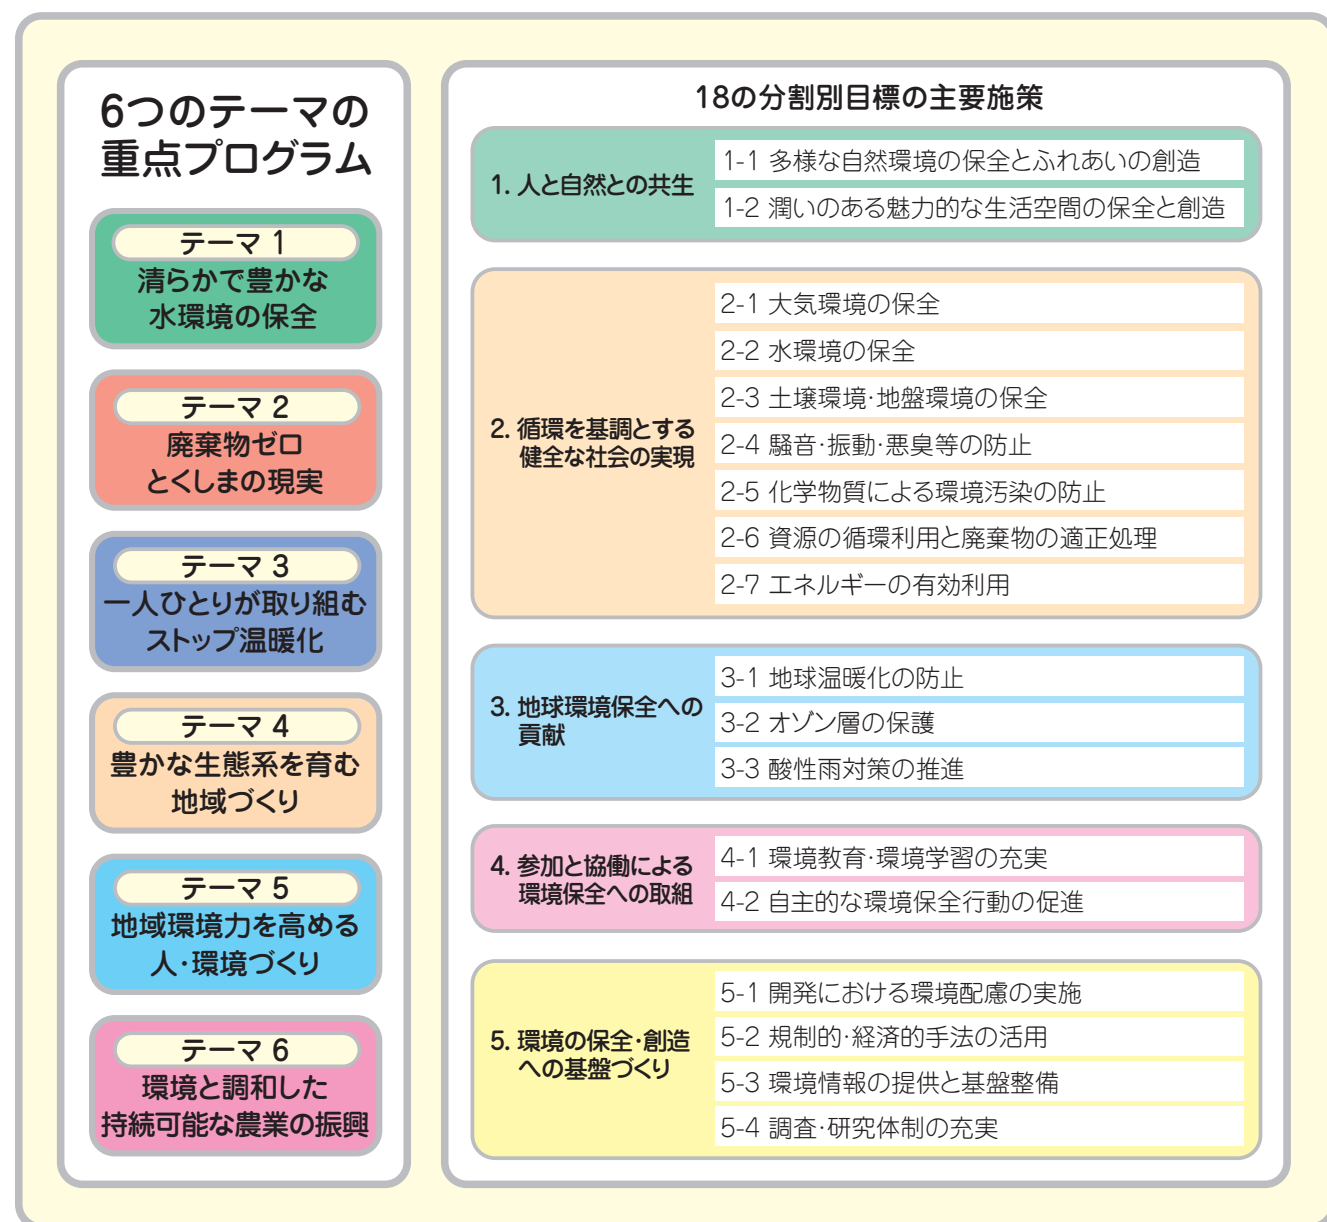 6つのテーマの
重点プログラム
テーマ 1
清らかで豊かな
水環境の保全
テーマ 2
廃棄物ゼロ
とくしまの現実
テーマ 3
一人ひとりが取り組む
ストップ温暖化
テーマ 4
豊かな生態系を育む
地域づくり
テーマ 5
地域環境力を高める
人・環境づくり
テーマ 6
環境と調和した
持続可能な農業の振興
18の分割別目標の主要施策
1. 人と自然との共生
1-1 多様な自然環境の保全とふれあいの創造
1-2 潤いのある魅力的な生活空間の保全と創造
2. 循環を基調とする
健全な社会の実現
2-1 大気環境の保全
2-2 水環境の保全
2-3 土壌環境・地盤環境の保全
2-4 騒音・振動・悪臭等の防止
2-5 化学物質による環境汚染の防止
2-6 資源の循環利用と廃棄物の適正処理
2-7 エネルギーの有効利用
3. 地球環境保全への
貢献
3-1 地球温暖化の防止
3-2 オゾン層の保護
3-3 酸性雨対策の推進
4. 参加と協働による
環境保全への取組
4-1 環境教育・環境学習の充実
4-2 自主的な環境保全行動の促進
5. 環境の保全・創造
への基盤づくり
5-1 開発における環境配慮の実施
5-2 規制的・経済的手法の活用
5-3 環境情報の提供と基盤整備
5-4 調査・研究体制の充実